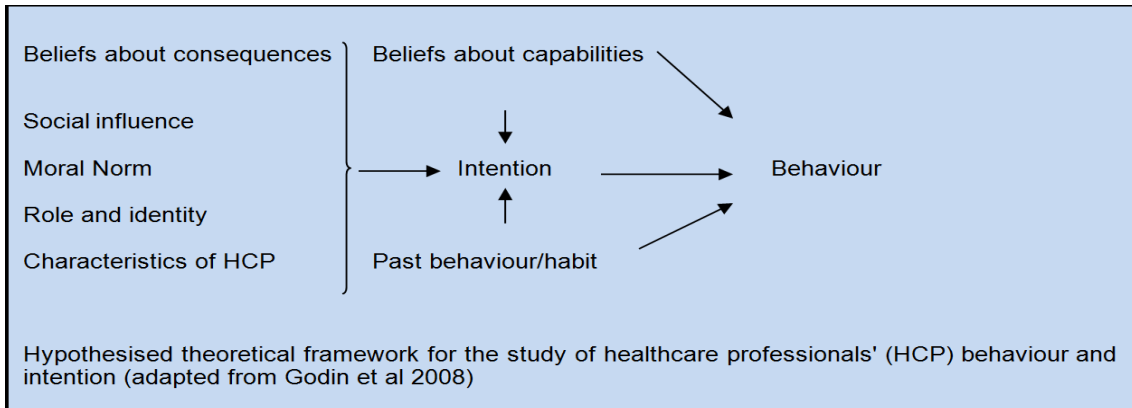 Beliefs about consequences
Beliefs about capabilities
Social influence
Moral Norm
Intention
Behaviour
Role and identity
Characteristics of HCP
Past behaviour/habit
Hypothesised theoretical framework for the study of healthcare professionals' (HCP) behaviour and
intention (adapted from Godin et al 2008)